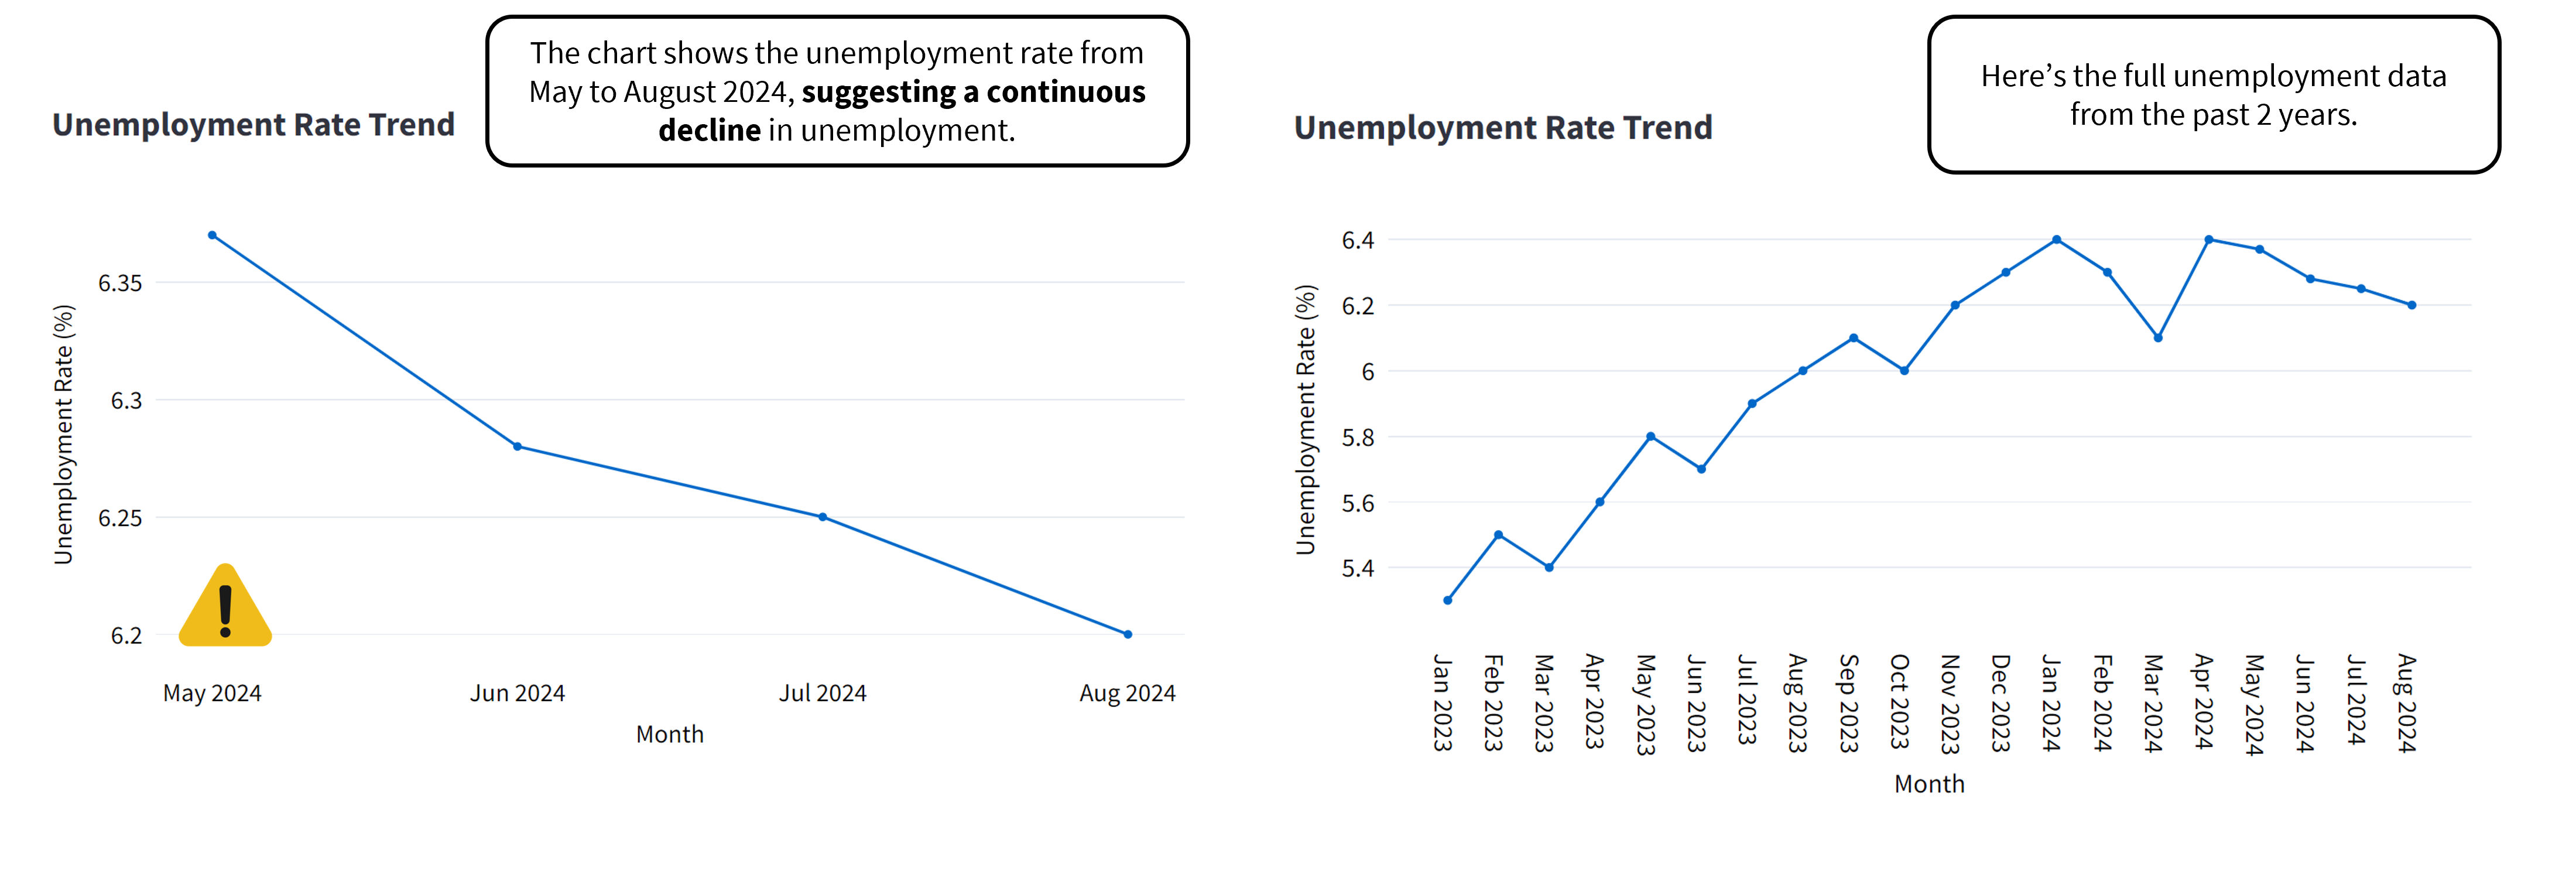 Unemployment Rate Trend
The chart shows the unemployment rate from
May to August 2024, suggesting a continuous
decline in unemployment.
Unemployment Rate (%)
6.35
6.3
6.25
6.2
May 2024
Jun 2024
Jul 2024
Aug 2024
Month
Unemployment Rate Trend
Here’s the full unemployment data
from the past 2 years.
Unemployment Rate (%)
6.4
6.2
6
5.8
5.6
5.4
Jan 2023
Feb 2023
Mar 2023
Apr 2023
May 2023
Jun 2023
Jul 2023
Aug 2023
Sep 2023
Oct 2023
Nov 2023
Dec 2023
Jan 2024
Feb 2024
Mar 2024
Apr 2024
May 2024
Jun 2024
Jul 2024
Aug 2024
Month